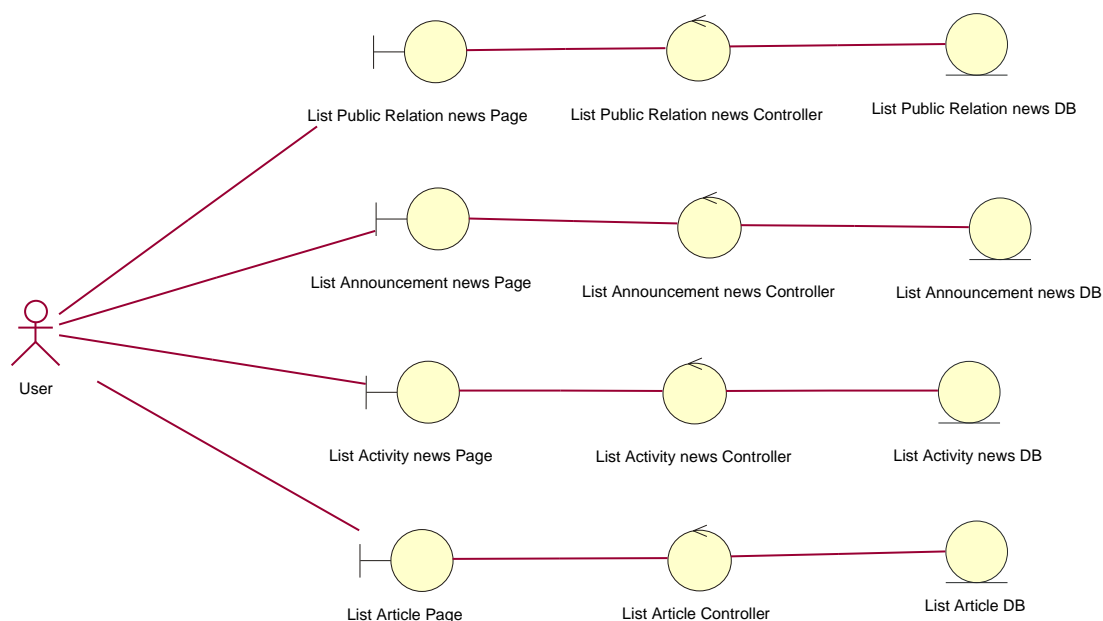 List Public Relation news Page
List Public Relation news Controller
List Public Relation news DB
List Announcement news Page
List Announcement news Controller
List Announcement news DB
User
List Activity news Page
List Activity news Controller
List Activity news DB
List Article Page
List Article Controller
List Article DB